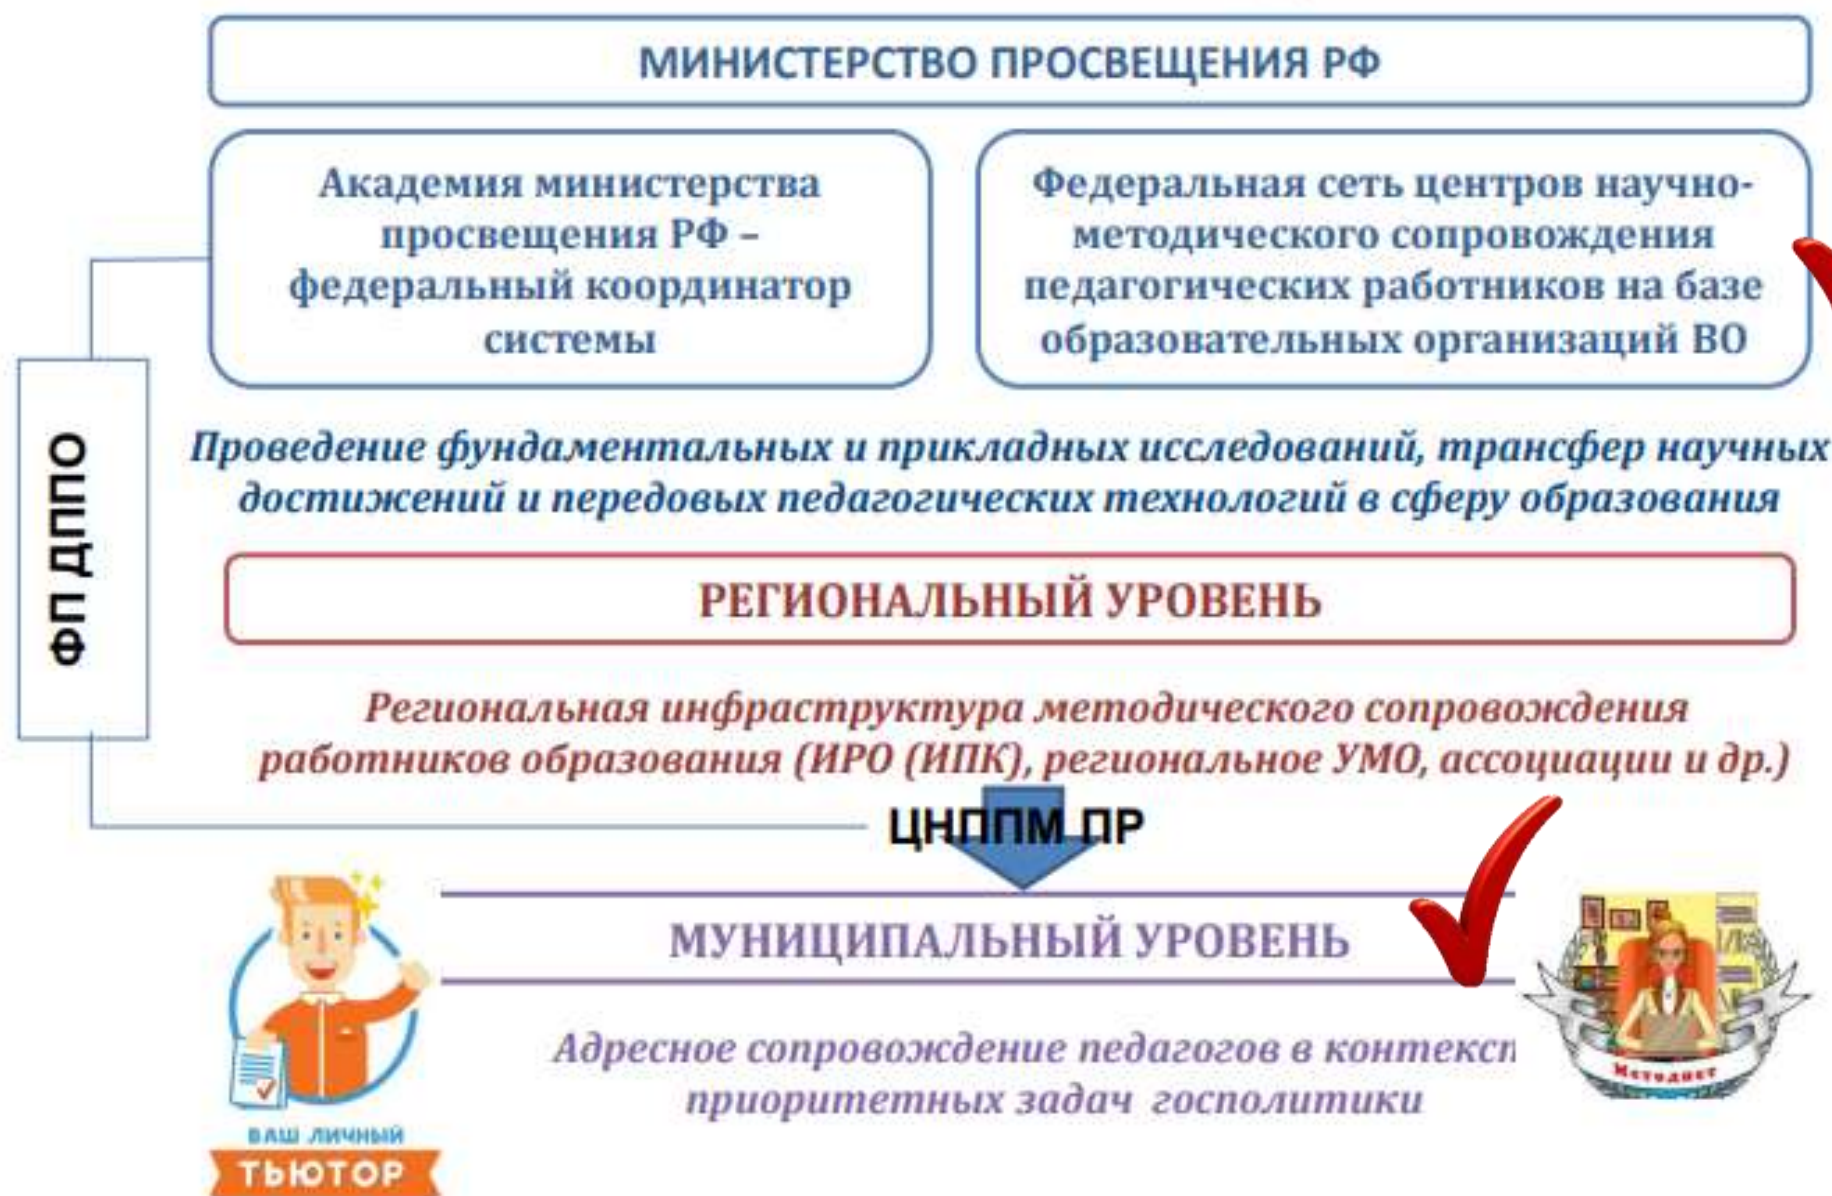 МИНИСТЕРСТВО ПРОСВЕЩЕНИЯ РФ
Академия министерства
просвещения РФ –
федеральный координатор
системы
Федеральная сеть центров научно-
методического сопровождения
педагогических работников на базе
образовательных организаций ВО
ФП ДППО
Проведение фундаментальных и прикладных исследований, трансфер научных
достижений и передовых педагогических технологий в сферу образования
РЕГИОНАЛЬНЫЙ УРОВЕНЬ
Региональная инфраструктура методического сопровождения
работников образования (ИРО (ИПК), региональное УМО, ассоциации и др.)
ЦНППМ ПР
МУНИЦИПАЛЬНЫЙ УРОВЕНЬ
Адресное сопровождение педагогов в контекст
приоритетных задач госполитики
ВАШ ЛИЧНЫЙ
ТЬЮТОР
Методист